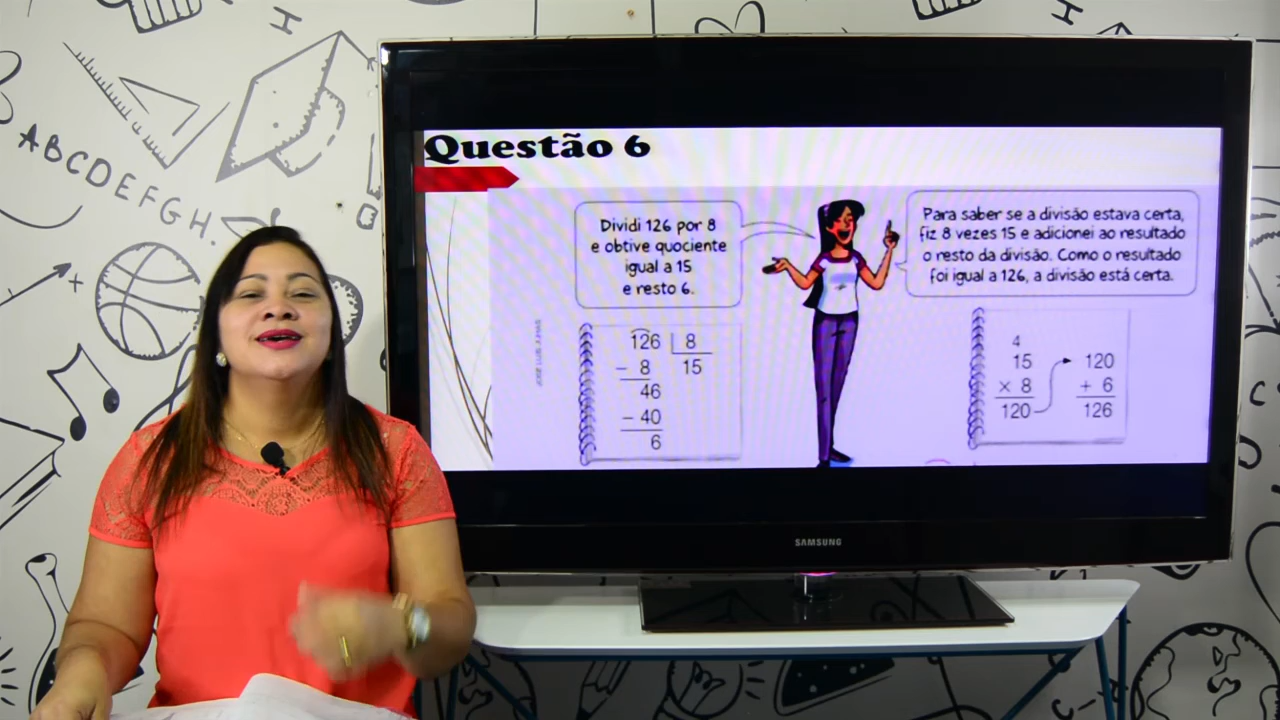 I
I
ABCDEFGH.
Questão 6
Dividi 126 por 8
e obtive quociente
igual a 15
e resto 6.
Para saber se a divisão estava certa,
fiz 8 vezes 15 e adicionei ao resultado
o resto da divisão. Como o resultado
foi igual a 126, a divisão está certa.
126 8
- 8 15
46
- 40
6
4
15
× 8
120
120
+ 6
126
SAMSUNG